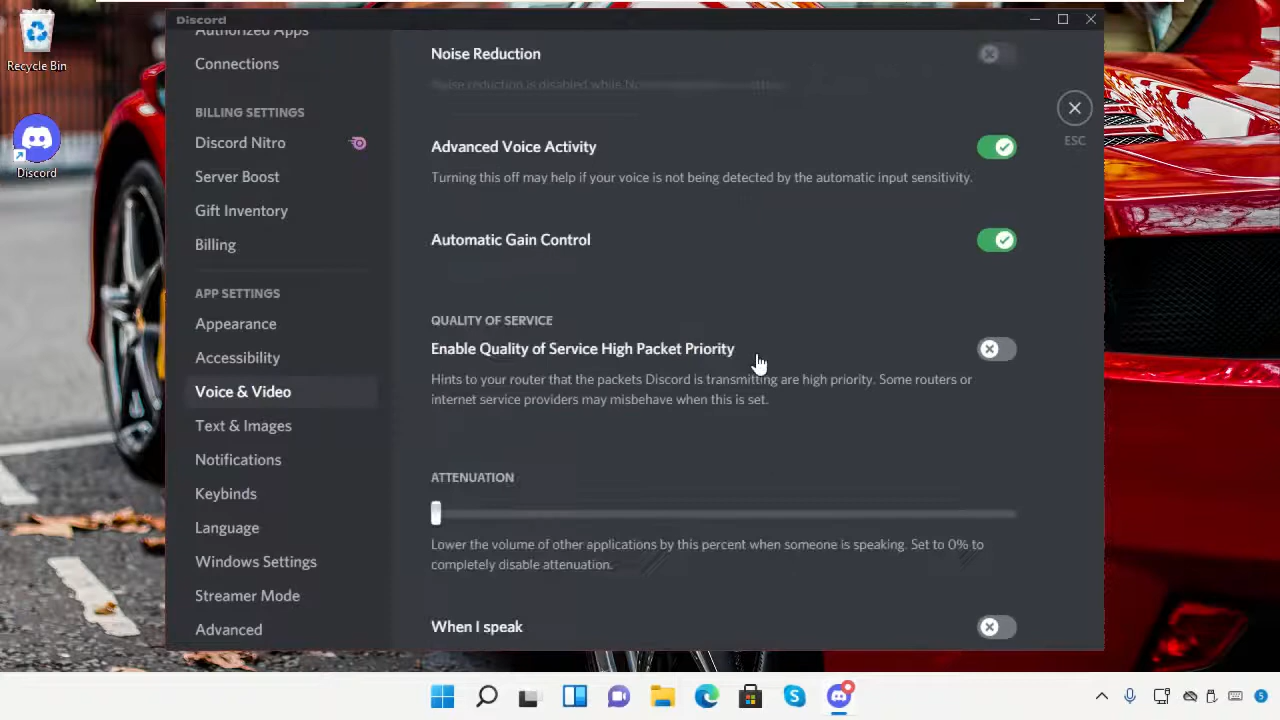 Discord
Recycle Bin
Discord
Authorized Apps
Connections
BILLING SETTINGS
Discord Nitro
Server Boost
Gift Inventory
Billing
APP SETTINGS
Appearance
Accessibility
Voice & Video
Text & Images
Notifications
Keybinds
Language
Windows Settings
Streamer Mode
Advanced
Noise Reduction
Noise reduction is disabled while
Advanced Voice Activity
Turning this off may help if your voice is not being detected by the automatic input sensitivity.
Automatic Gain Control
QUALITY OF SERVICE
Enable Quality of Service High Packet Priority
Hints to your router that the packets Discord is transmitting are high priority. Some routers or
internet service providers may misbehave when this is set.
ATTENUATION
Lower the volume of other applications by this percent when someone is speaking. Set to 0% to
completely disable attenuation.
When I speak
ESC
5